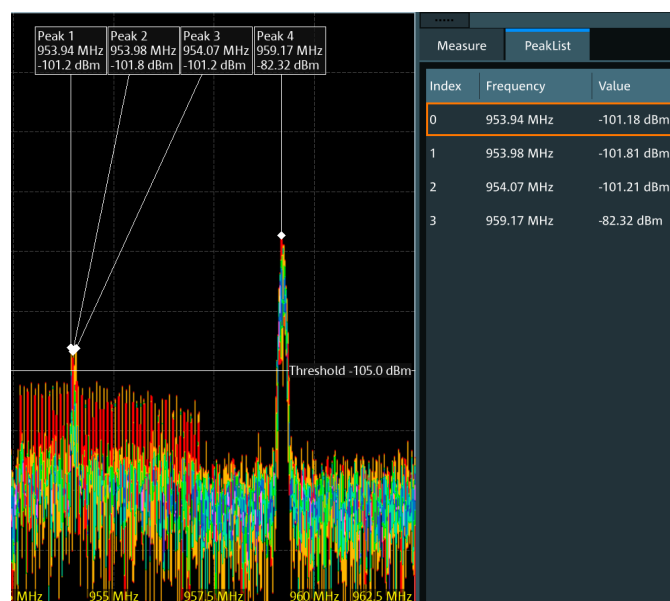 Peak 1
953.94 MHz
-101.2 dBm
Peak 2
953.98 MHz
-101.8 dBm
Peak 3
954.07 MHz
-101.2 dBm
Peak 4
959.17 MHz
-82.32 dBm
Threshold -105.0 dBm
MHz
955 MHz
957.5 MHz
960 MHz
962.5 MHz
Measure
PeakList
Index Frequency Value
0 953.94 MHz -101.18 dBm
1 953.98 MHz -101.81 dBm
2 954.07 MHz -101.21 dBm
3 959.17 MHz -82.32 dBm